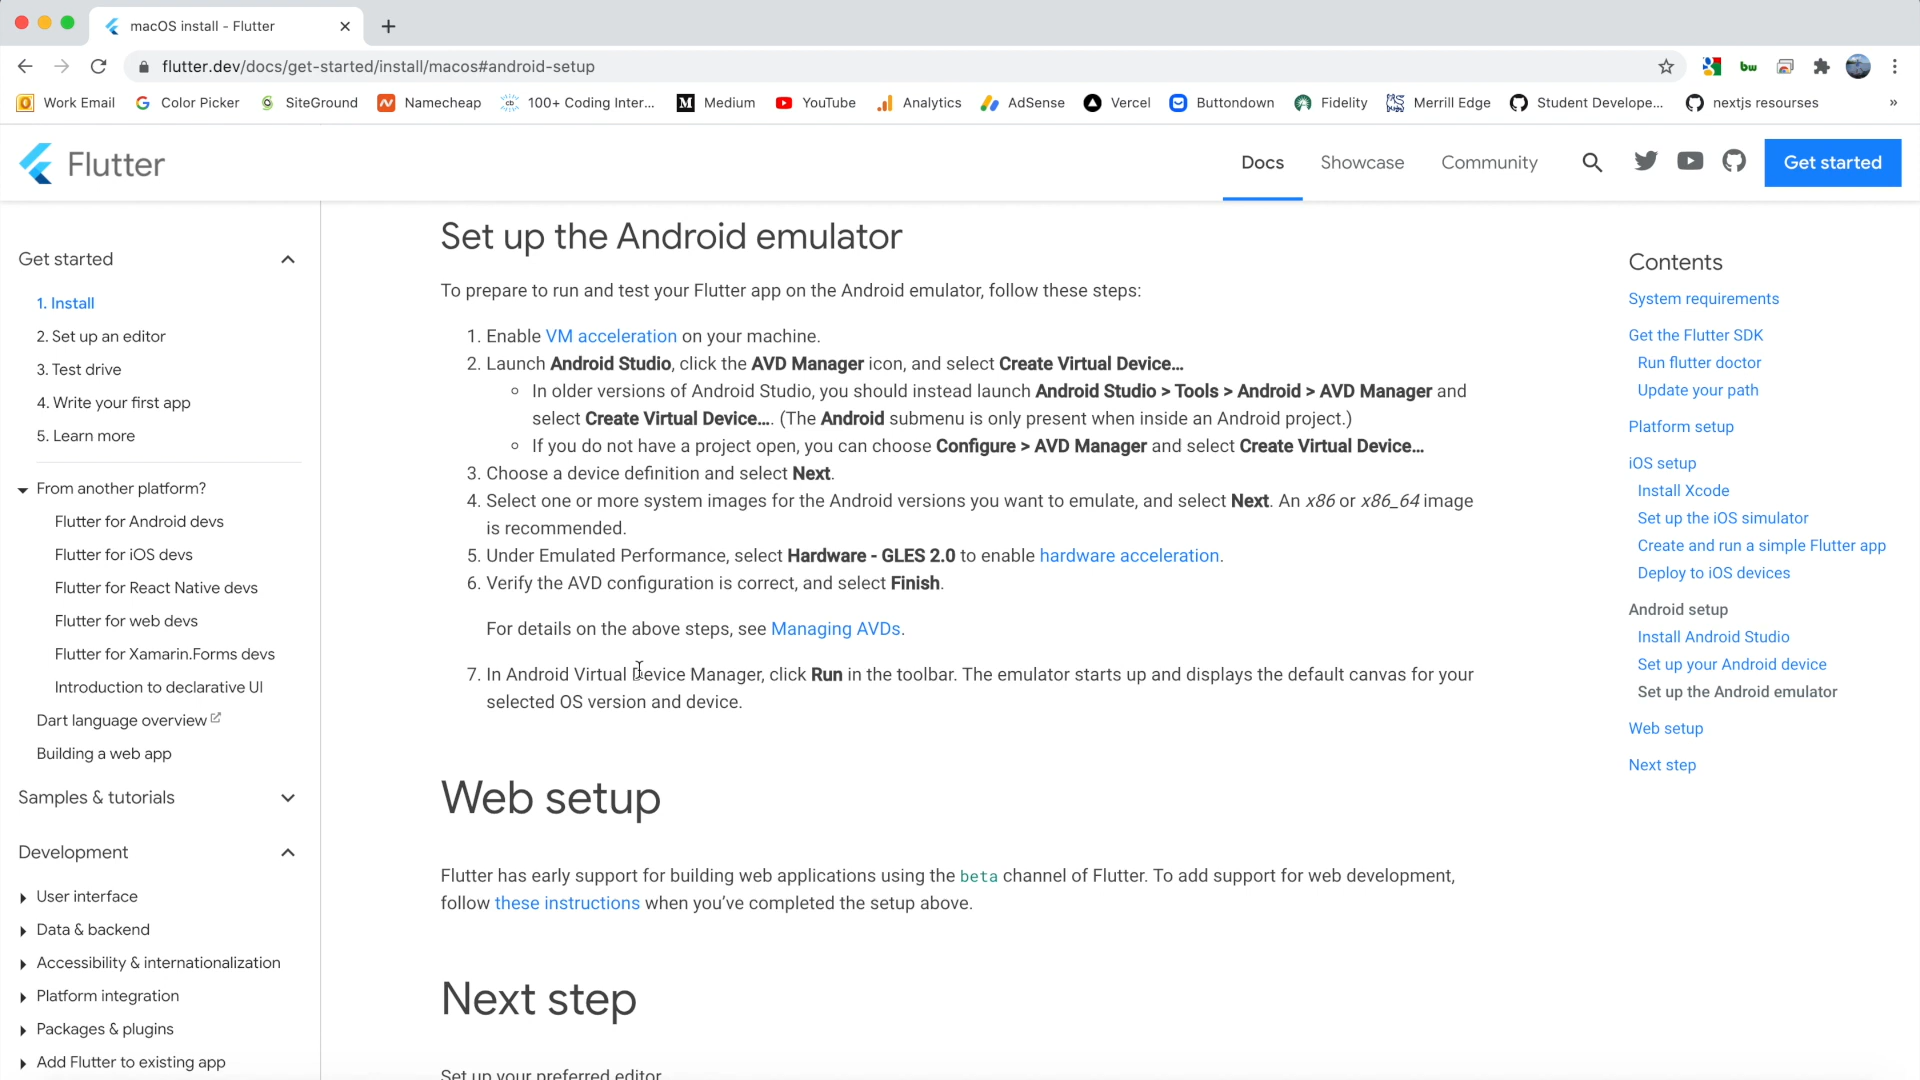 macOS install - Flutter
flutter.dev/docs/get-started/install/macos#android-setup
Work Email
Color Picker
SiteGround
Namecheap
100+ Coding Inter...
Medium
YouTube
Analytics
AdSense
Vercel
Buttondown
Fidelity
Merrill Edge
Student Develope...
nextjs resourses
»
Flutter
Docs
Showcase
Community
Get started
Get started
1. Install
2. Set up an editor
3. Test drive
4. Write your first app
5. Learn more
From another platform?
Flutter for Android devs
Flutter for iOS devs
Flutter for React Native devs
Flutter for web devs
Flutter for Xamarin.Forms devs
Introduction to declarative UI
Dart language overview
Building a web app
Samples & tutorials
Development
User interface
Data & backend
Accessibility & internationalization
Platform integration
Packages & plugins
Add Flutter to existing app
Set up the Android emulator
To prepare to run and test your Flutter app on the Android emulator, follow these steps:
1. Enable VM acceleration on your machine.
2. Launch Android Studio, click the AVD Manager icon, and select Create Virtual Device…
In older versions of Android Studio, you should instead launch Android Studio > Tools > Android > AVD Manager and
select Create Virtual Device…. (The Android submenu is only present when inside an Android project.)
If you do not have a project open, you can choose Configure > AVD Manager and select Create Virtual Device…
3. Choose a device definition and select Next.
4. Select one or more system images for the Android versions you want to emulate, and select Next. An x86 or x86_64 image
is recommended.
5. Under Emulated Performance, select Hardware - GLES 2.0 to enable hardware acceleration.
6. Verify the AVD configuration is correct, and select Finish.
For details on the above steps, see Managing AVDs.
7. In Android Virtual Device Manager, click Run in the toolbar. The emulator starts up and displays the default canvas for your
selected OS version and device.
Web setup
Flutter has early support for building web applications using the beta channel of Flutter. To add support for web development,
follow these instructions when you've completed the setup above.
Next step
Set up your preferred editor
Contents
System requirements
Get the Flutter SDK
Run flutter doctor
Update your path
Platform setup
iOS setup
Install Xcode
Set up the iOS simulator
Create and run a simple Flutter app
Deploy to iOS devices
Android setup
Install Android Studio
Set up your Android device
Set up the Android emulator
Web setup
Next step